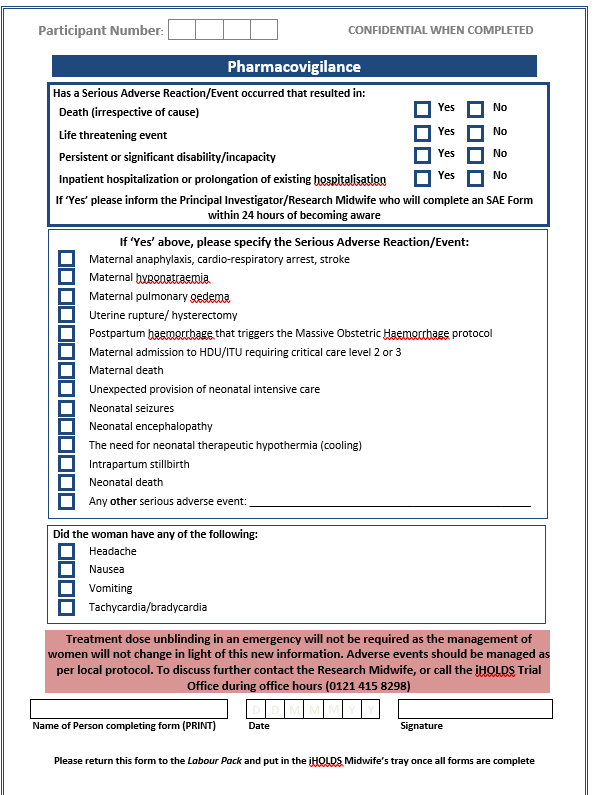 Participant Number:
CONFIDENTIAL WHEN COMPLETED
Pharmacovigilance
Has a Serious Adverse Reaction/Event occurred that resulted in:
Death (irrespective of cause) Yes No
Life threatening event Yes No
Persistent or significant disability/incapacity Yes No
Inpatient hospitalization or prolongation of existing hospitalisation Yes No
If ‘Yes’ please inform the Principal Investigator/Research Midwife who will complete an SAE Form
within 24 hours of becoming aware
If ‘Yes’ above, please specify the Serious Adverse Reaction/Event:
Maternal anaphylaxis, cardio-respiratory arrest, stroke
Maternal hyponatraemia
Maternal pulmonary oedema
Uterine rupture/ hysterectomy
Postpartum haemorrhage that triggers the Massive Obstetric Haemorrhage protocol
Maternal admission to HDU/ITU requiring critical care level 2 or 3
Maternal death
Unexpected provision of neonatal intensive care
Neonatal seizures
Neonatal encephalopathy
The need for neonatal therapeutic hypothermia (cooling)
Intrapartum stillbirth
Neonatal death
Any other serious adverse event:
Did the woman have any of the following:
Headache
Nausea
Vomiting
Tachycardia/bradycardia
Treatment dose unblinding in an emergency will not be required as the management of
women will not change in light of this new information. Adverse events should be managed as
per local protocol. To discuss further contact the Research Midwife, or call the iHOLDS Trial
Office during office hours (0121 415 8298)
D D M M M Y Y
Name of Person completing form (PRINT) Date Signature
Please return this form to the Labour Pack and put in the iHOLDS Midwife’s tray once all forms are complete